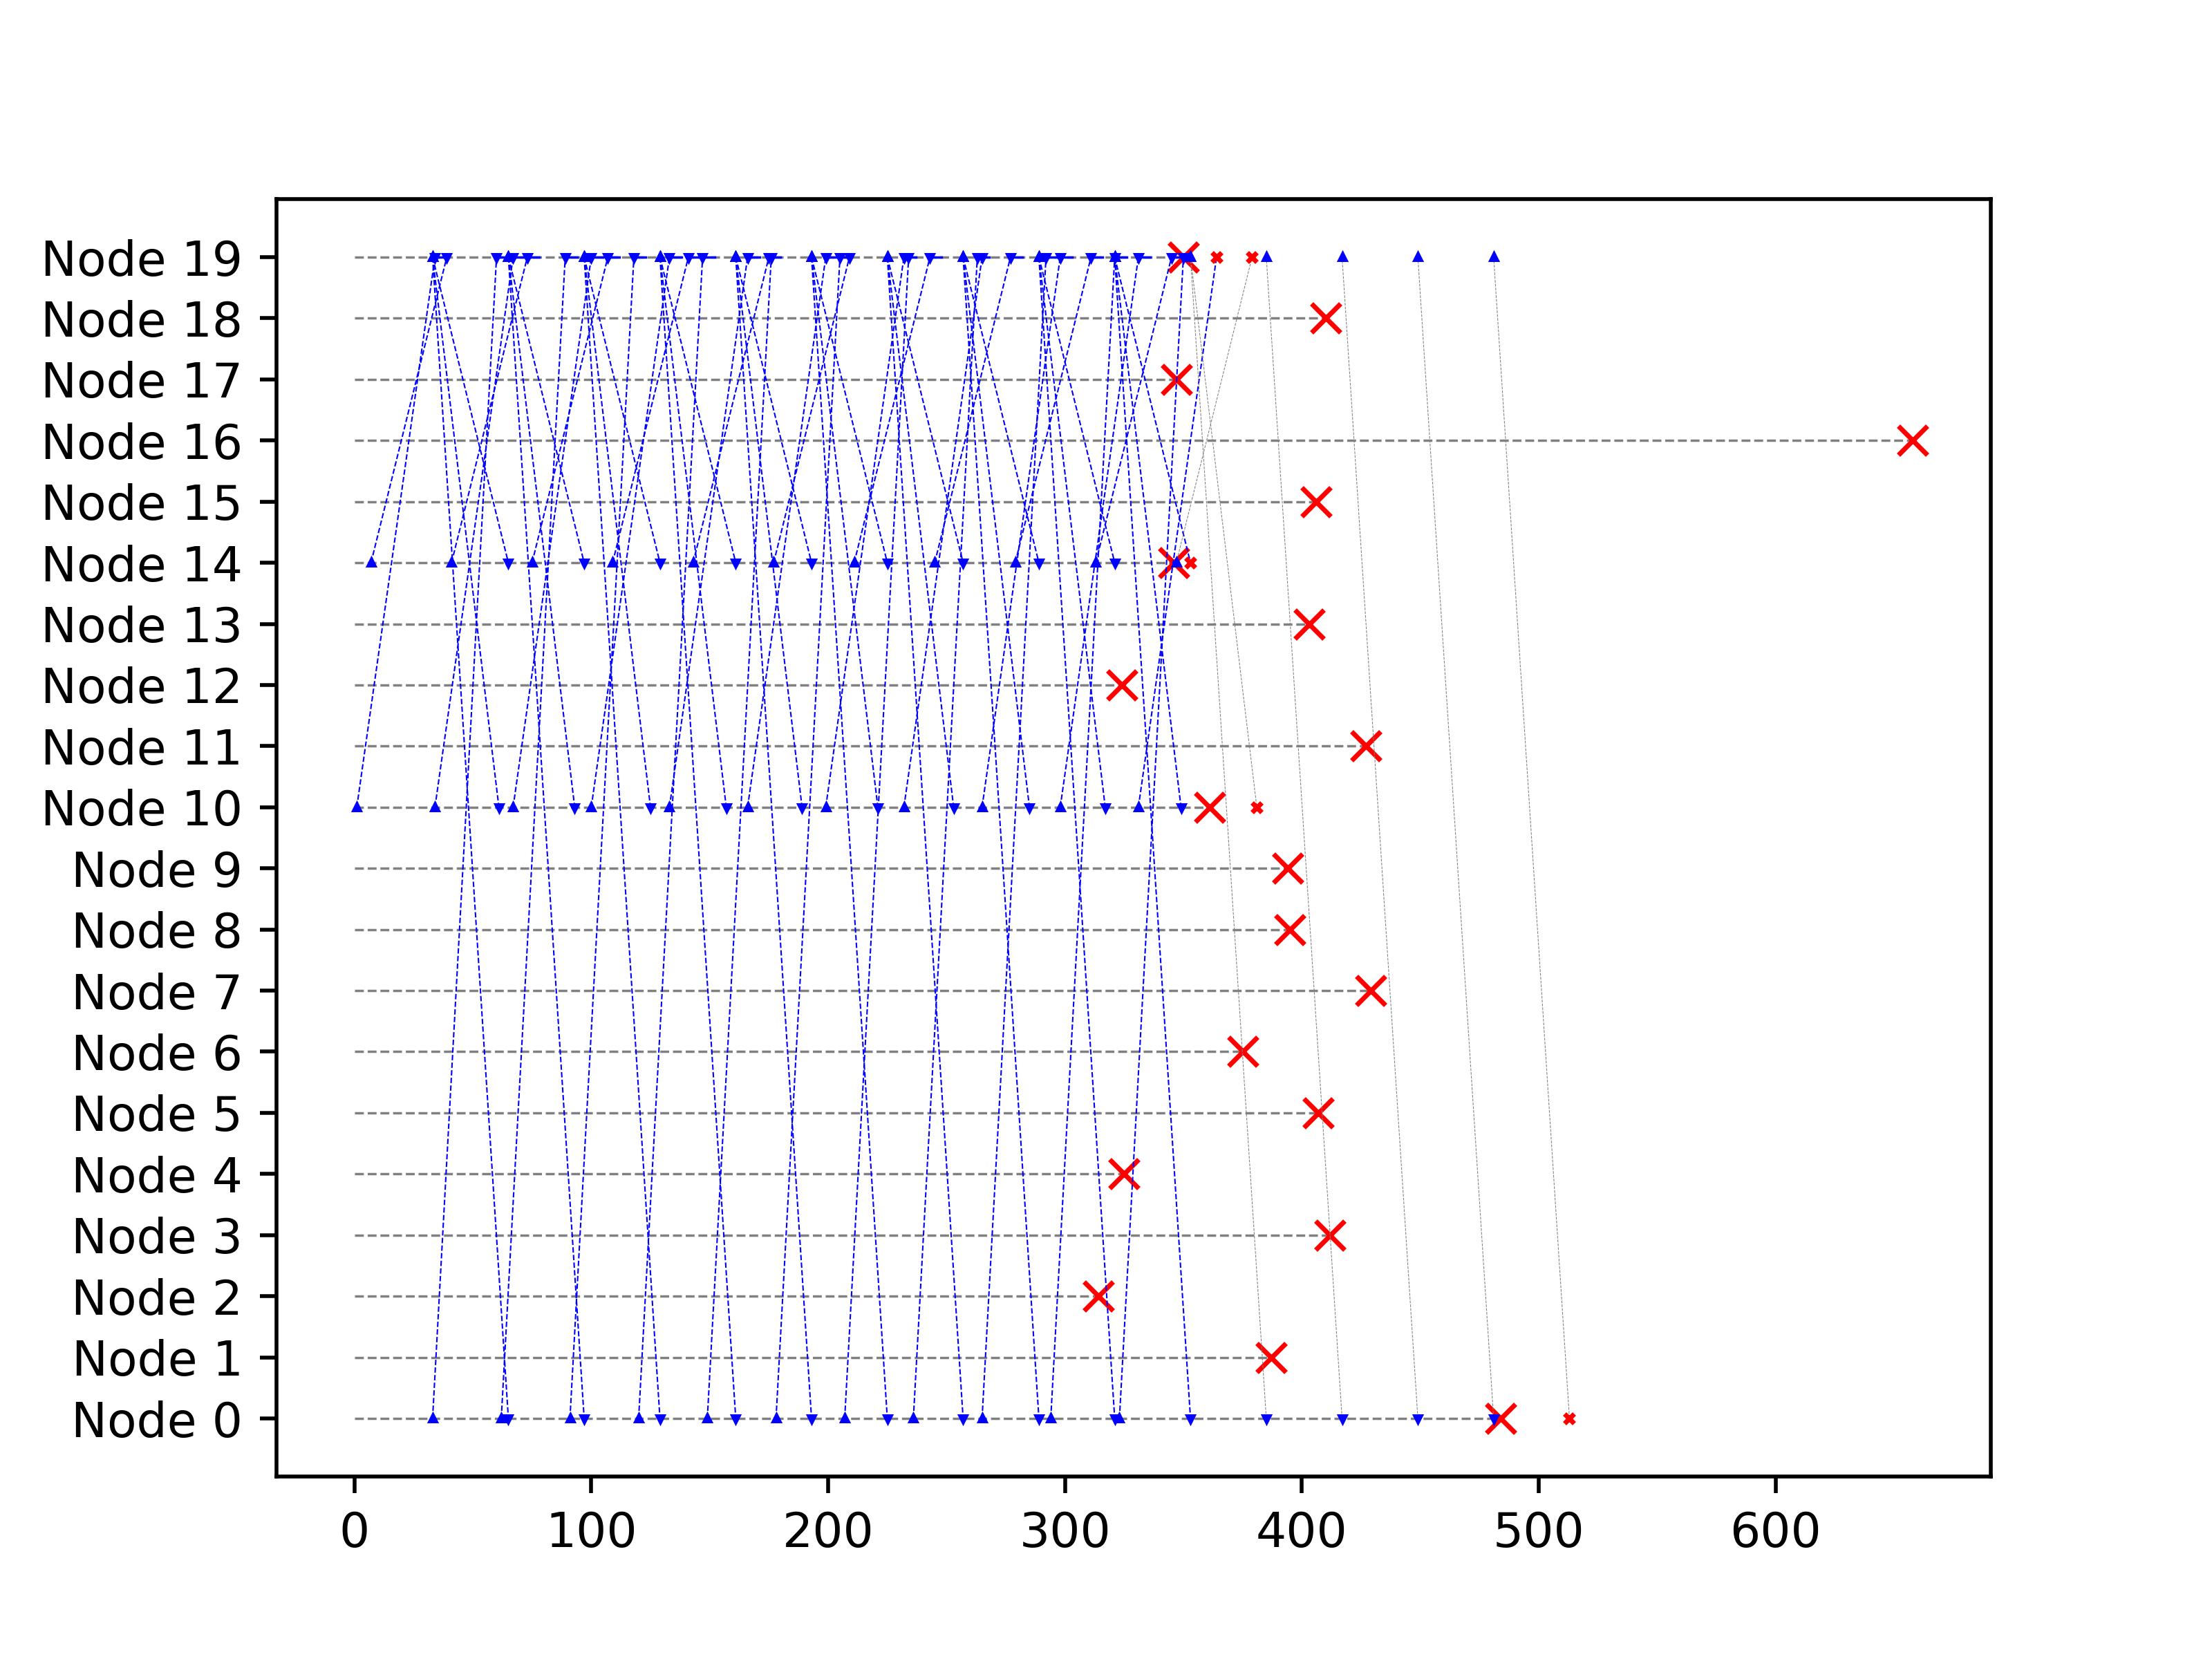 Node 19
Node 18
Node 17
Node 16
Node 15
Node 14
Node 13
Node 12
Node 11
Node 10
Node 9
Node 8
Node 7
Node 6
Node 5
Node 4
Node 3
Node 2
Node 1
Node 0
0 100 200 300 400 500 600